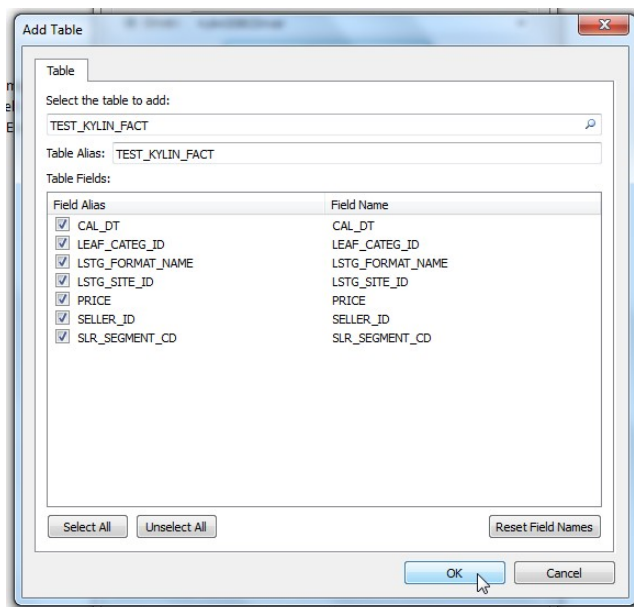 Add Table
Table
Select the table to add:
TEST_KYLIN_FACT
Table Alias: TEST_KYLIN_FACT
Table Fields:
Field Alias Field Name
CAL_DT CAL_DT
LEAF_CATEG_ID LEAF_CATEG_ID
LSTG_FORMAT_NAME LSTG_FORMAT_NAME
LSTG_SITE_ID LSTG_SITE_ID
PRICE PRICE
SELLER_ID SELLER_ID
SLR_SEGMENT_CD SLR_SEGMENT_CD
Select All Unselect All Reset Field Names
OK Cancel